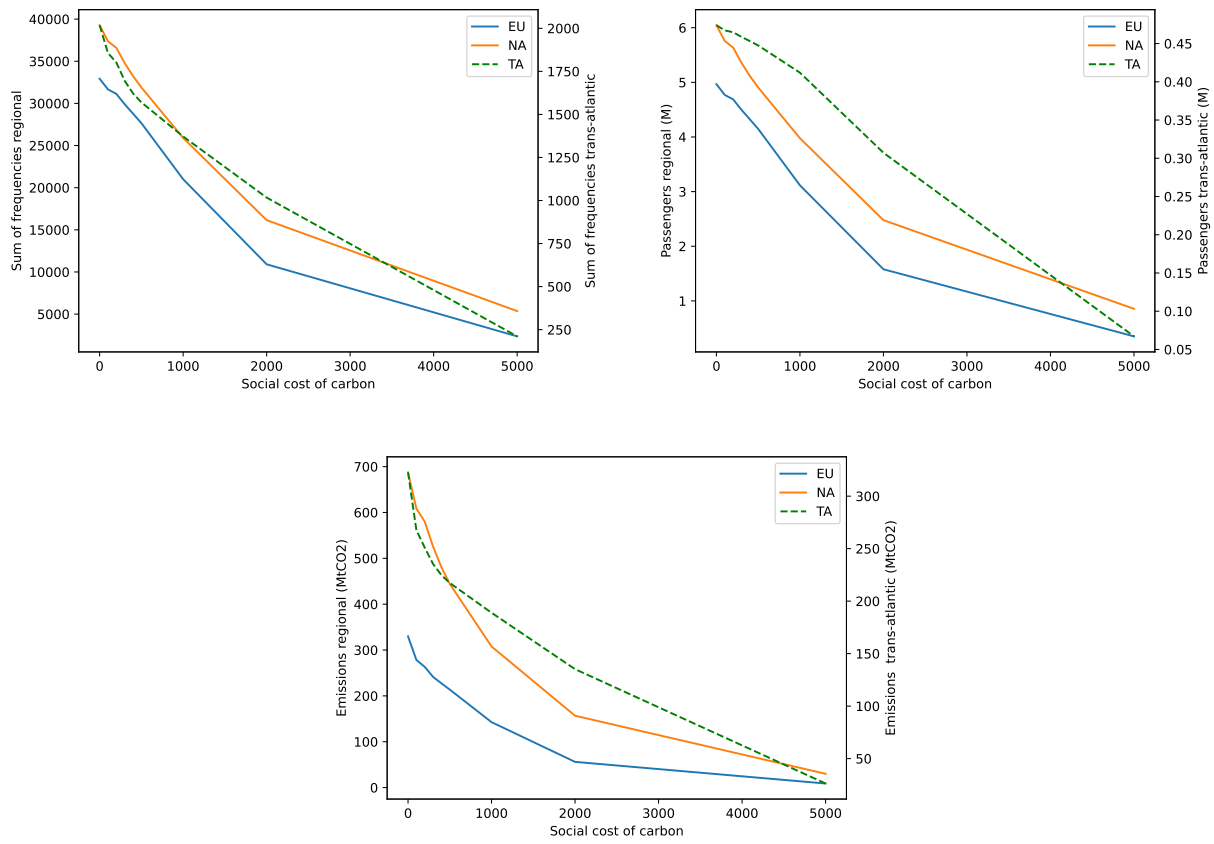 40000
35000
30000
25000
20000
15000
10000
5000
Sum of frequencies regional
0 1000 2000 3000 4000 5000
Social cost of carbon
2000
1750
1500
1250
1000
750
500
250
Sum of frequencies trans-atlantic
EU
NA
TA
6
5
4
3
2
1
Passengers regional (M)
0 1000 2000 3000 4000 5000
Social cost of carbon
0.45
0.40
0.35
0.30
0.25
0.20
0.15
0.10
0.05
Passengers trans-atlantic (M)
EU
NA
TA
700
600
500
400
300
200
100
0
Emissions regional (MtCO2)
0 1000 2000 3000 4000 5000
Social cost of carbon
300
250
200
150
100
50
Emissions  trans-atlantic (MtCO2)
EU
NA
TA